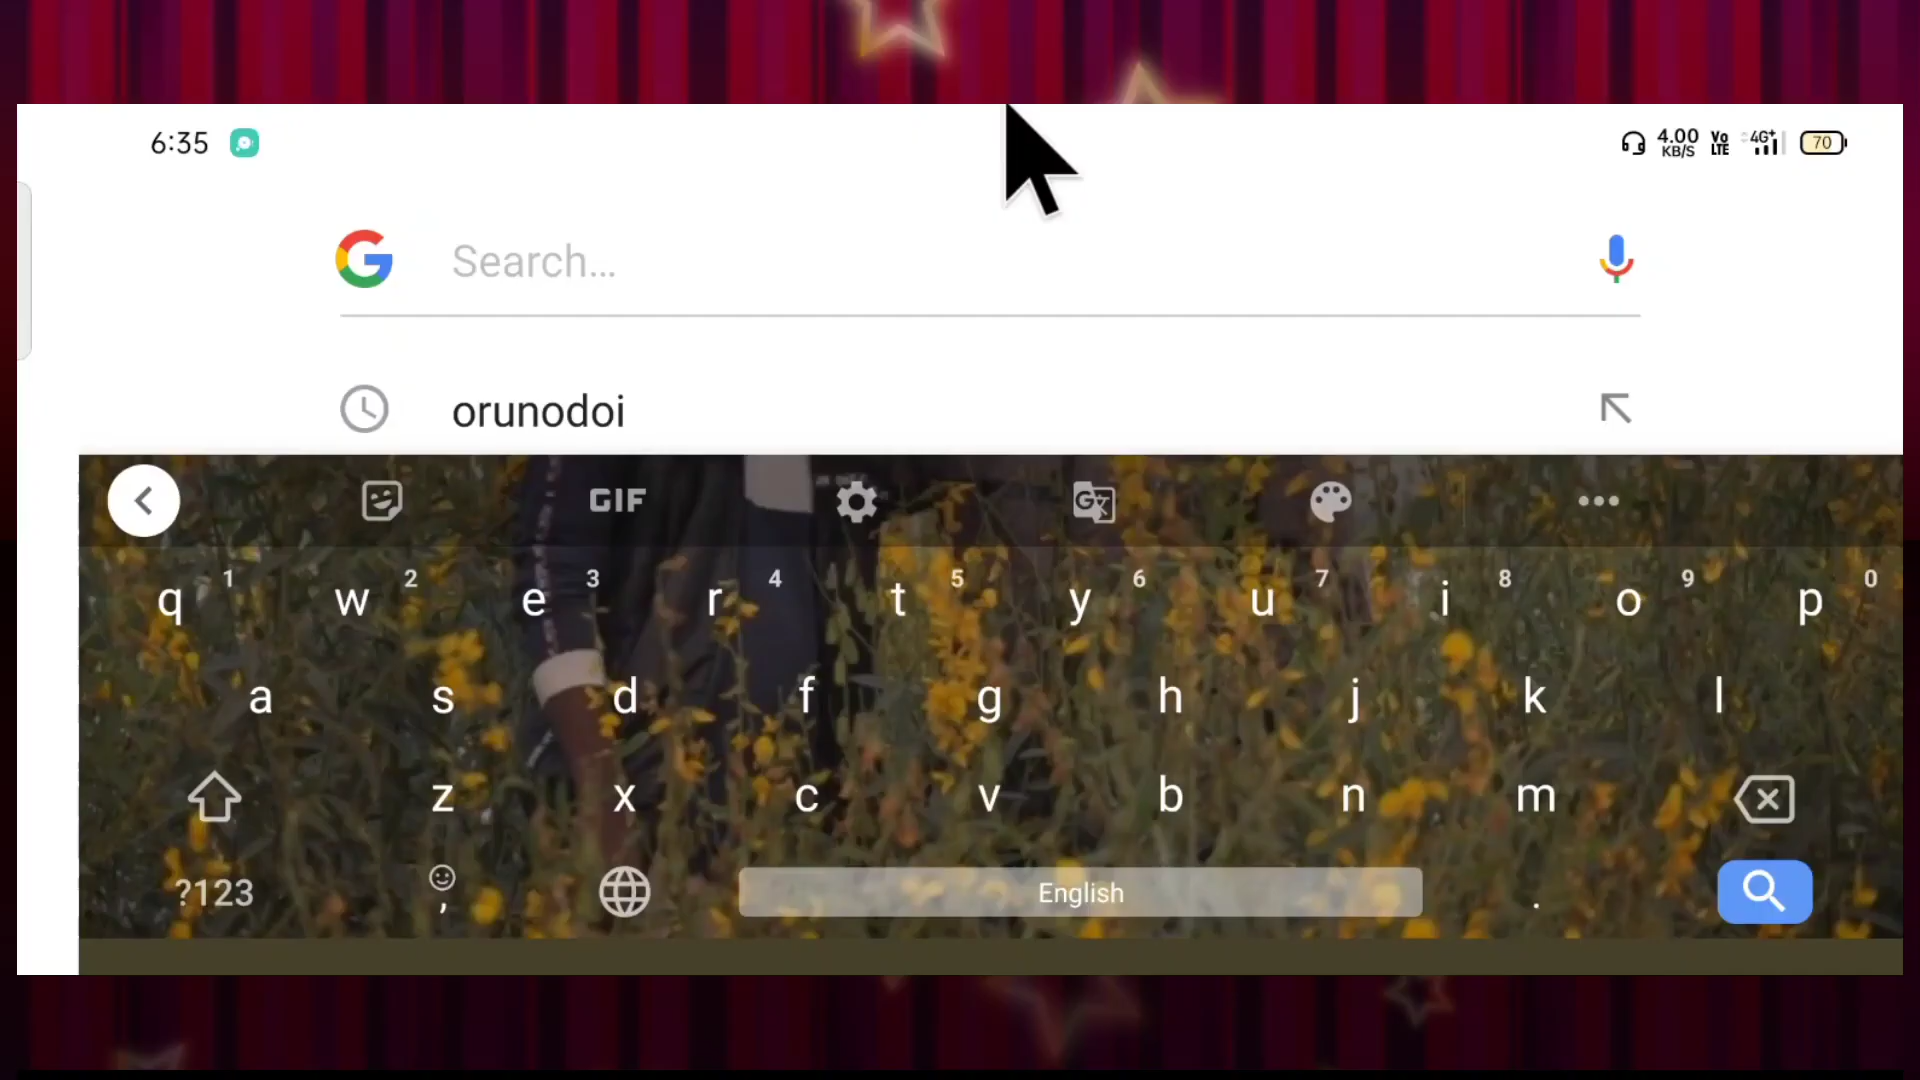 6:35 4.00 KB/S Vo LTE 4G+ 70
Search...
orunodoi
GIF
q 1 w 2 e 3 r 4 t 5 y 6 u 7 i 8 o 9 p 0
a s d f g h j k l
z x c v b n m
?123 , English .